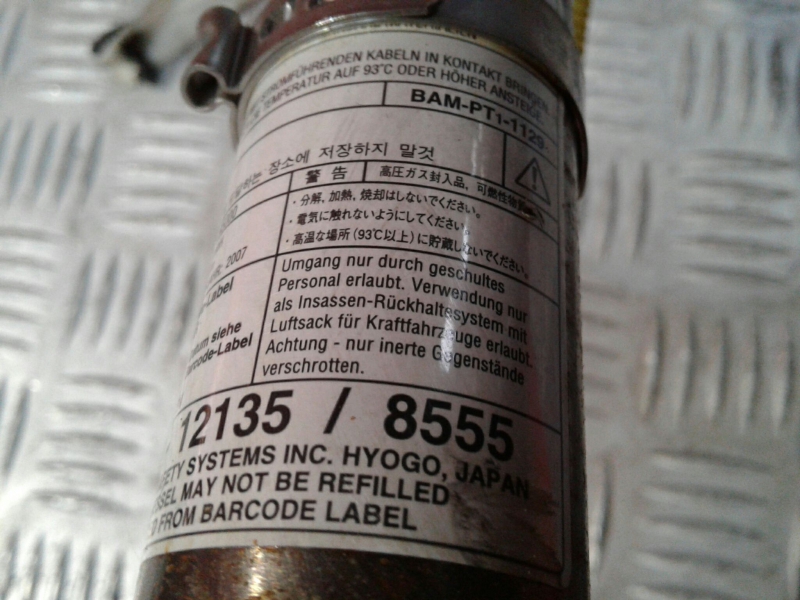 STROMFÜHRENDEN KABELN IN KONTAKT BRINGEN.
TEMPERATUR AUF 93°C ODER HÖHER ANSTEIGE.
BAM-PT1-1129
장소에 저장하지 말것
警告
高圧ガス封入品，可燃性物
・分解，加熱，焼却はしないでください。
・電気に触れないようにしてください。
・高温な場所（93℃以上）に貯蔵しないでください。
2007
Label
siehe
Barcode-Label
Umgang nur durch geschultes
Personal erlaubt. Verwendung nur
als Insassen-Rückhaltesystem mit
Luftsack für Kraftfahrzeuge erlaubt.
Achtung - nur inerte Gegenstände
verschrotten.
12135 / 8555
SYSTEMS INC. HYOGO, JAPAN
MAY NOT BE REFILLED
FROM BARCODE LABEL